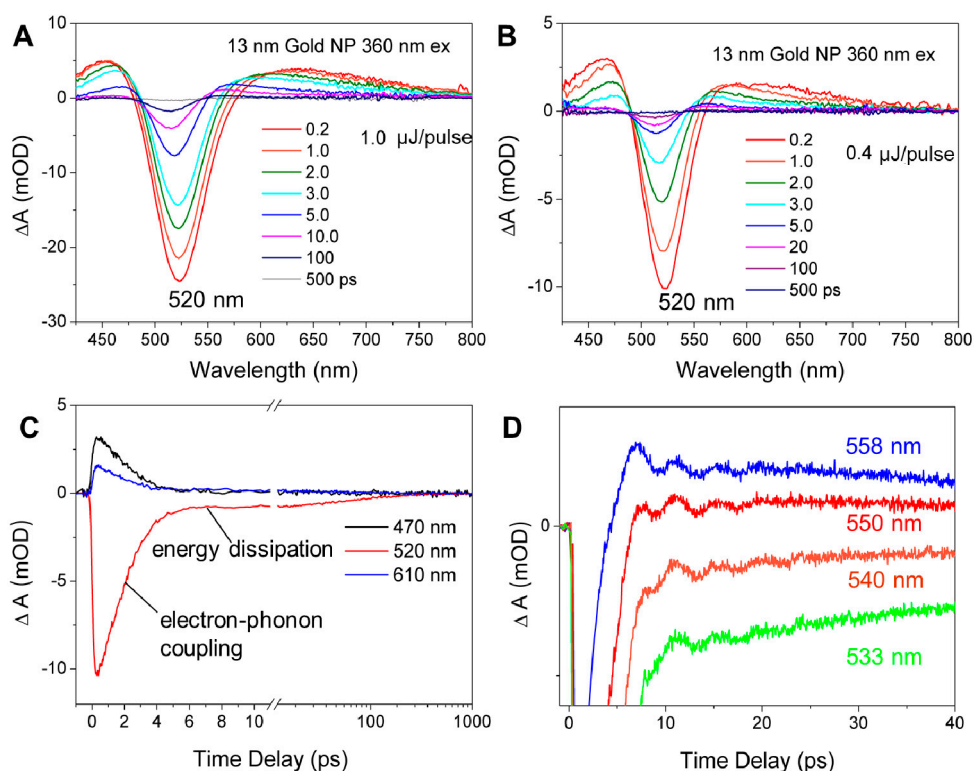 A
13 nm Gold NP 360 nm ex
ΔA (mOD)
10
0
-10
-20
-30
0.2
1.0
2.0
3.0
5.0
10.0
100
500 ps
1.0 µJ/pulse
520 nm
450 500 550 600 650 700 750 800
Wavelength (nm)
B
13 nm Gold NP 360 nm ex
ΔA (mOD)
5
0
-5
-10
0.2
1.0
2.0
3.0
5.0
20
100
500 ps
0.4 µJ/pulse
520 nm
450 500 550 600 650 700 750 800
Wavelength (nm)
C
Δ A (mOD)
5
0
-5
-10
470 nm
520 nm
610 nm
energy dissipation
electron-phonon
coupling
0 2 4 6 8 10 100 1000
Time Delay (ps)
D
Δ A (mOD)
0
558 nm
550 nm
540 nm
533 nm
0 5 10 15 20 25 30 35 40
Time Delay (ps)